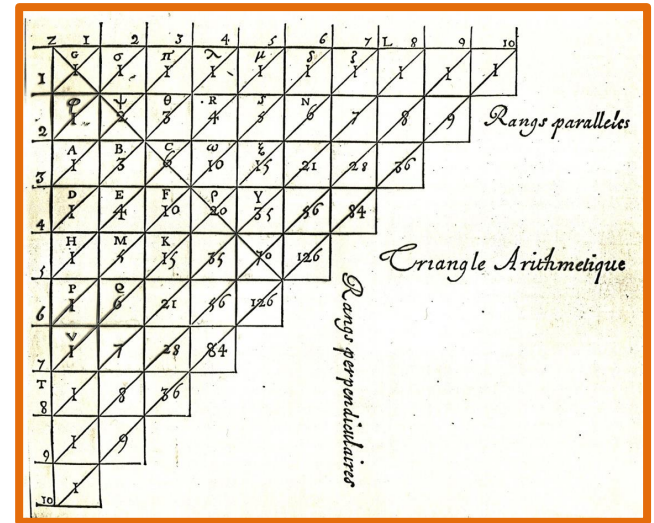 Z 1 2 3 4 5 6 7 L 8 9 10
G σ π λ μ
1 1 1 1 1 1 1 1 1 1 1
φ ψ θ R S N
2 1 2 3 4 5 6 7 8 9
Rangs paralleles
A B C ω ξ
3 1 3 6 10 15 21 28 36
D E F ρ Y
4 1 4 10 20 35 56 84
H M K
5 1 5 15 35 70 126
Triangle Arithmetique
P Q
6 1 6 21 56 126
V
7 1 7 28 84
T
8 1 8 36
9 1 9
10 1
Rangs perpendiculaires